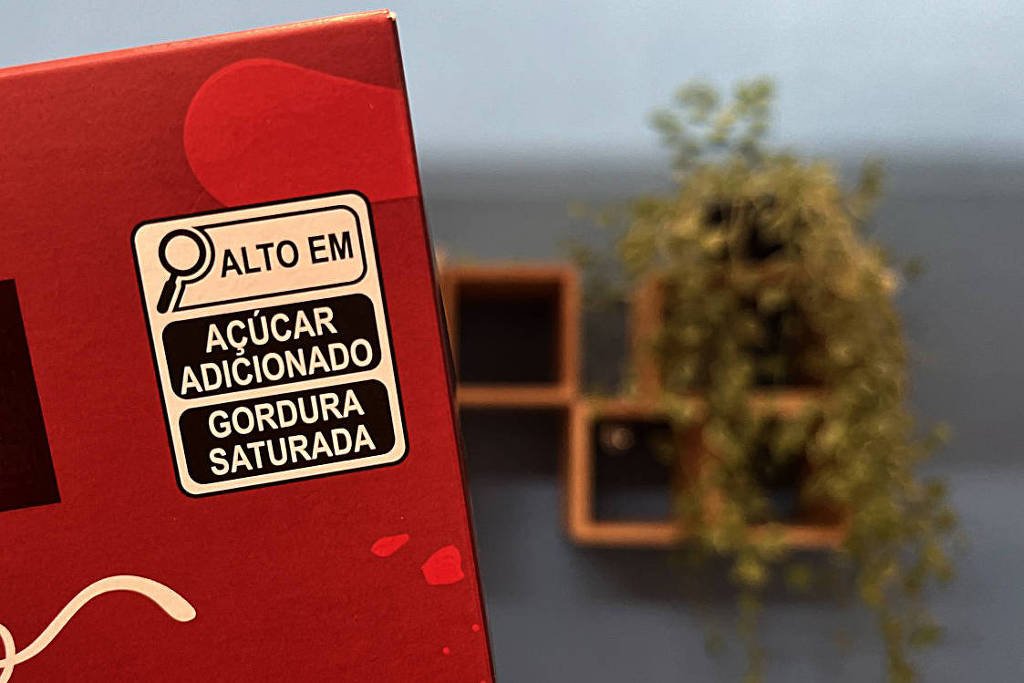 ALTO EM
AÇÚCAR
ADICIONADO
GORDURA
SATURADA